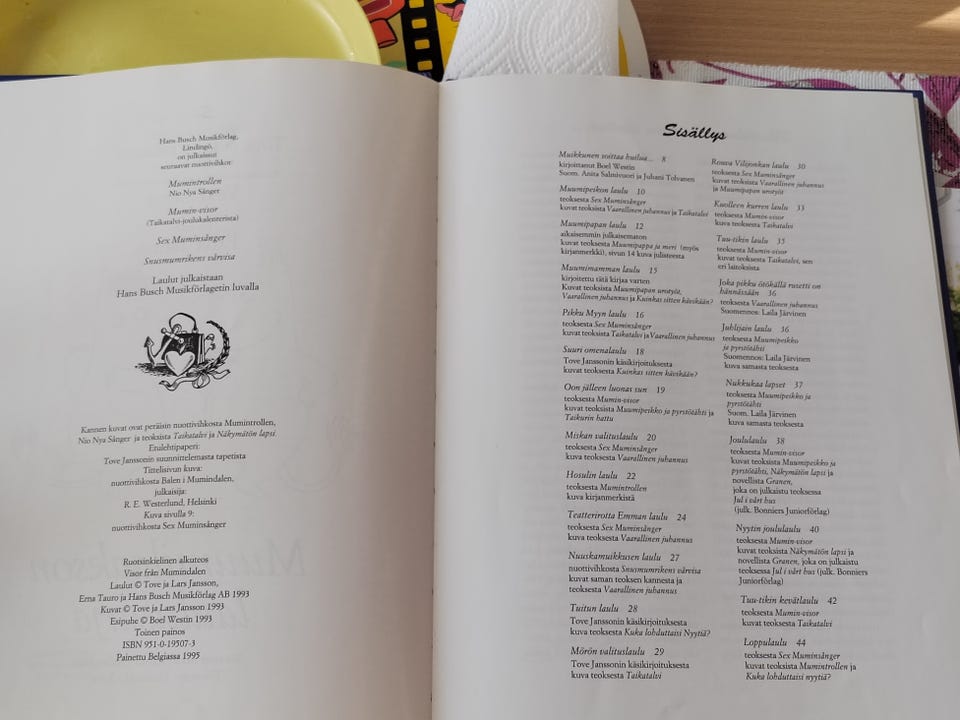 Hans Busch Musikförlag,
Lindingö,
on julkaissut
seuraavat nuottivihkot:
Mumintrollen
Nio Nya Sånger
Mumin-visor
(Taikatalvi-joulukalenterista)
Sex Muminsånger
Snusmumrikens vårvisa
Laulut julkaistaan
Hans Busch Musikförlagetin luvalla
Kannen kuvat ovat peräisin nuottivihosta Mumintrollen,
Nio Nya Sånger ja teoksista Taikatalvi ja Näkymätön lapsi.
Etulehtipaperi:
Tove Janssonin suunnittelemasta tapetista
Tittelisivun kuva:
nuottivihosta Balen i Mumindalen,
julkaisija:
R. E. Westerlund, Helsinki
Kuva sivulla 9:
nuottivihosta Sex Muminsånger
Ruotsinkielinen alkuteos
Visor från Mumindalen
Laulut © Tove ja Lars Jansson,
Erna Tauro ja Hans Busch Musikförlag AB 1993
Kuvat © Tove ja Lars Jansson 1993
Esipuhe © Boel Westin 1993
Toinen painos
ISBN 951-0-19507-3
Painettu Belgiassa 1995
Sisällys
Muikkunen soittaa huilua... 8
kirjoittanut Boel Westin
Suom. Anita Salmivuori ja Juhani Tolvanen
Muumipeikon laulu 10
teoksesta Sex Muminsånger
kuvat teoksista Vaarallinen juhannus ja Taikatalvi
Muumipapan laulu 12
aikaisemmin julkaisematon
kuvat teoksesta Muumipappa ja meri (myös
kirjanmerkki), sivun 14 kuva julisteesta
Muumimamman laulu 15
kirjoitettu tätä kirjaa varten
Kuvat teoksista Muumipapan urotyöt,
Vaarallinen juhannus ja Kuinkas sitten kävikään?
Pikku Myyn laulu 16
teoksesta Sex Muminsånger
kuvat teoksista Taikatalvi ja Vaarallinen juhannus
Suuri omenalaulu 18
Tove Janssonin käsikirjoituksesta
kuvat teoksesta Kuinkas sitten kävikään?
Oon jälleen luonas sun 19
teoksesta Mumin-visor
kuvat teoksista Muumipeikko ja pyrstötähti ja
Taikurin hattu
Miskan valituslaulu 20
teoksesta Sex Muminsånger
kuva teoksesta Vaarallinen juhannus
Hosulin laulu 22
teoksesta Mumintrollen
kuva kirjanmerkistä
Teatterirotta Emman laulu 24
teoksesta Sex Muminsånger
kuva teoksesta Vaarallinen juhannus
Nuuskamuikkusen laulu 27
nuottivihosta Snusmumrikens vårvisa
kuvat saman teoksen kannesta ja
teoksesta Vaarallinen juhannus
Tuitun laulu 28
Tove Janssonin käsikirjoituksesta
kuva teoksesta Kuka lohduttaisi Nyytiä?
Mörön valituslaulu 29
Tove Janssonin käsikirjoituksesta
kuva teoksesta Taikatalvi
Rouva Vilijonkan laulu 30
teoksesta Sex Muminsånger
kuvat teoksista Vaarallinen juhannus
ja Muumipapan urotyöt
Kuolleen kurren laulu 33
teoksesta Mumin-visor
kuva teoksesta Taikatalvi
Tuu-tikin laulu 35
teoksesta Mumin-visor
kuvat teoksesta Taikatalvi, sen
eri laitoksista
Joka pikku ötökällä rusetti on
hännässään 36
teoksesta Vaarallinen juhannus
Suomennos: Laila Järvinen
Juhlijain laulu 36
teoksesta Muumipeikko
ja pyrstötähti
Suomennos: Laila Järvinen
kuva samasta teoksesta
Nukkukaa lapset 37
teoksesta Muumipeikko ja
pyrstötähti
Suom. Laila Järvinen
kuva samasta teoksesta
Joululaulu 38
teoksesta Mumin-visor
kuvat teoksista Muumipeikko ja
pyrstötähti, Näkymätön lapsi ja
novellista Granen,
joka on julkaistu teoksessa
Jul i vårt hus
(julk. Bonniers Juniorförlag)
Nyytin joululaulu 40
teoksesta Mumin-visor
kuvat teoksista Näkymätön lapsi ja
novellista Granen, joka on julkaistu
teoksessa Jul i vårt hus (julk. Bonniers
Juniorförlag)
Tuu-tikin kevätlaulu 42
teoksesta Mumin-visor
kuvat teoksesta Taikatalvi
Loppulaulu 44
teoksesta Sex Muminsånger
kuvat teoksista Mumintrollen ja
Kuka lohduttaisi nyytiä?